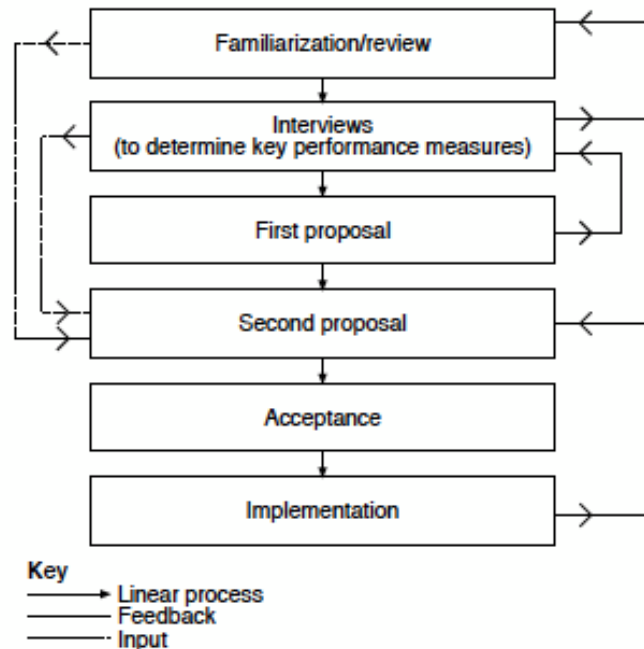 Familiarization/review
Interviews
(to determine key performance measures)
First proposal
Second proposal
Acceptance
Implementation
Key
Linear process
Feedback
Input